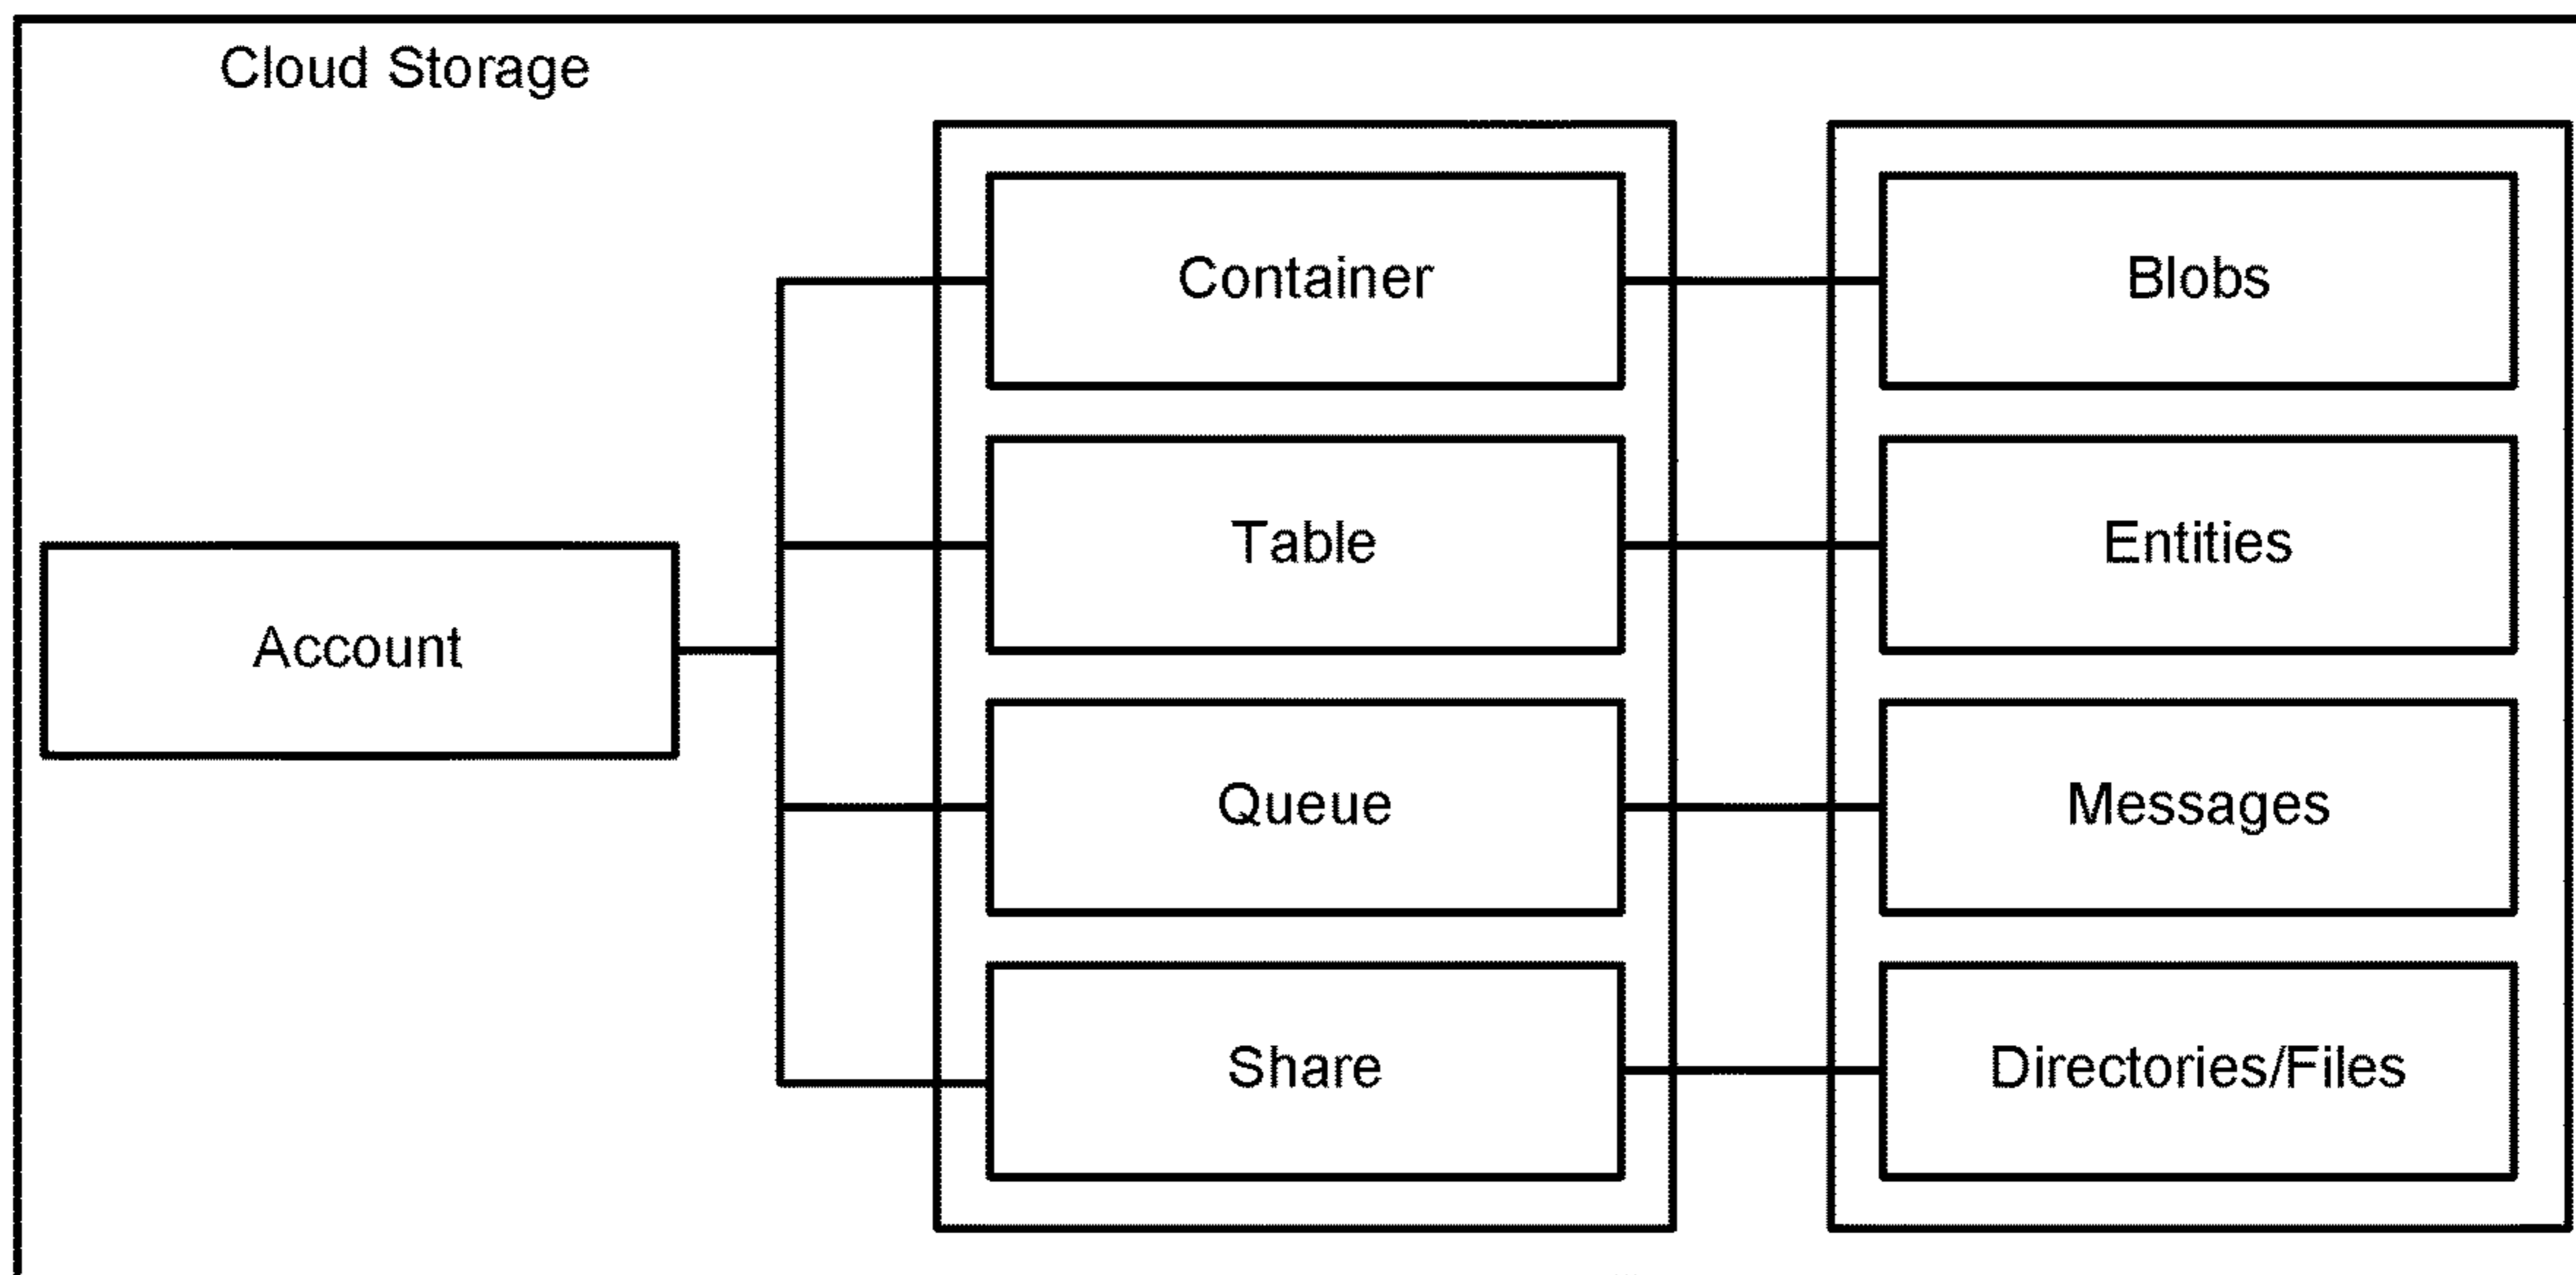 Cloud Storage
Container
Blobs
Table
Entities
Account
Queue
Messages
Share
Directories/Files